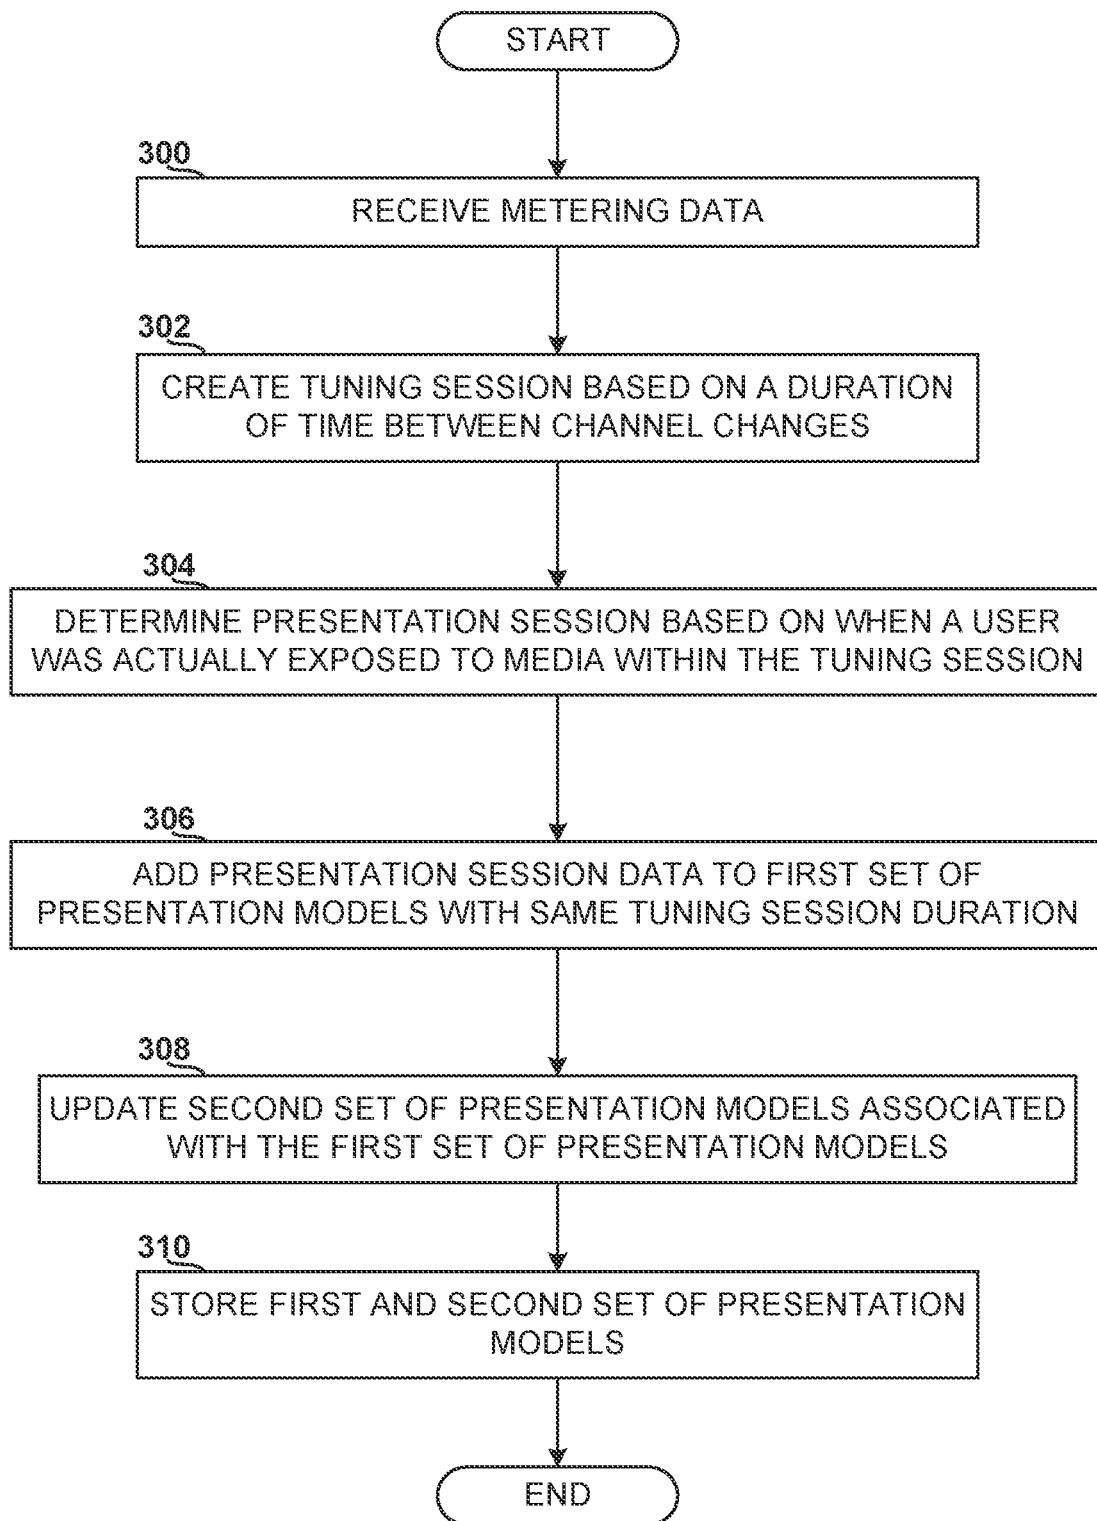 START
300
RECEIVE METERING DATA
302
CREATE TUNING SESSION BASED ON A DURATION
OF TIME BETWEEN CHANNEL CHANGES
304
DETERMINE PRESENTATION SESSION BASED ON WHEN A USER
WAS ACTUALLY EXPOSED TO MEDIA WITHIN THE TUNING SESSION
306
ADD PRESENTATION SESSION DATA TO FIRST SET OF
PRESENTATION MODELS WITH SAME TUNING SESSION DURATION
308
UPDATE SECOND SET OF PRESENTATION MODELS ASSOCIATED
WITH THE FIRST SET OF PRESENTATION MODELS
310
STORE FIRST AND SECOND SET OF PRESENTATION
MODELS
END